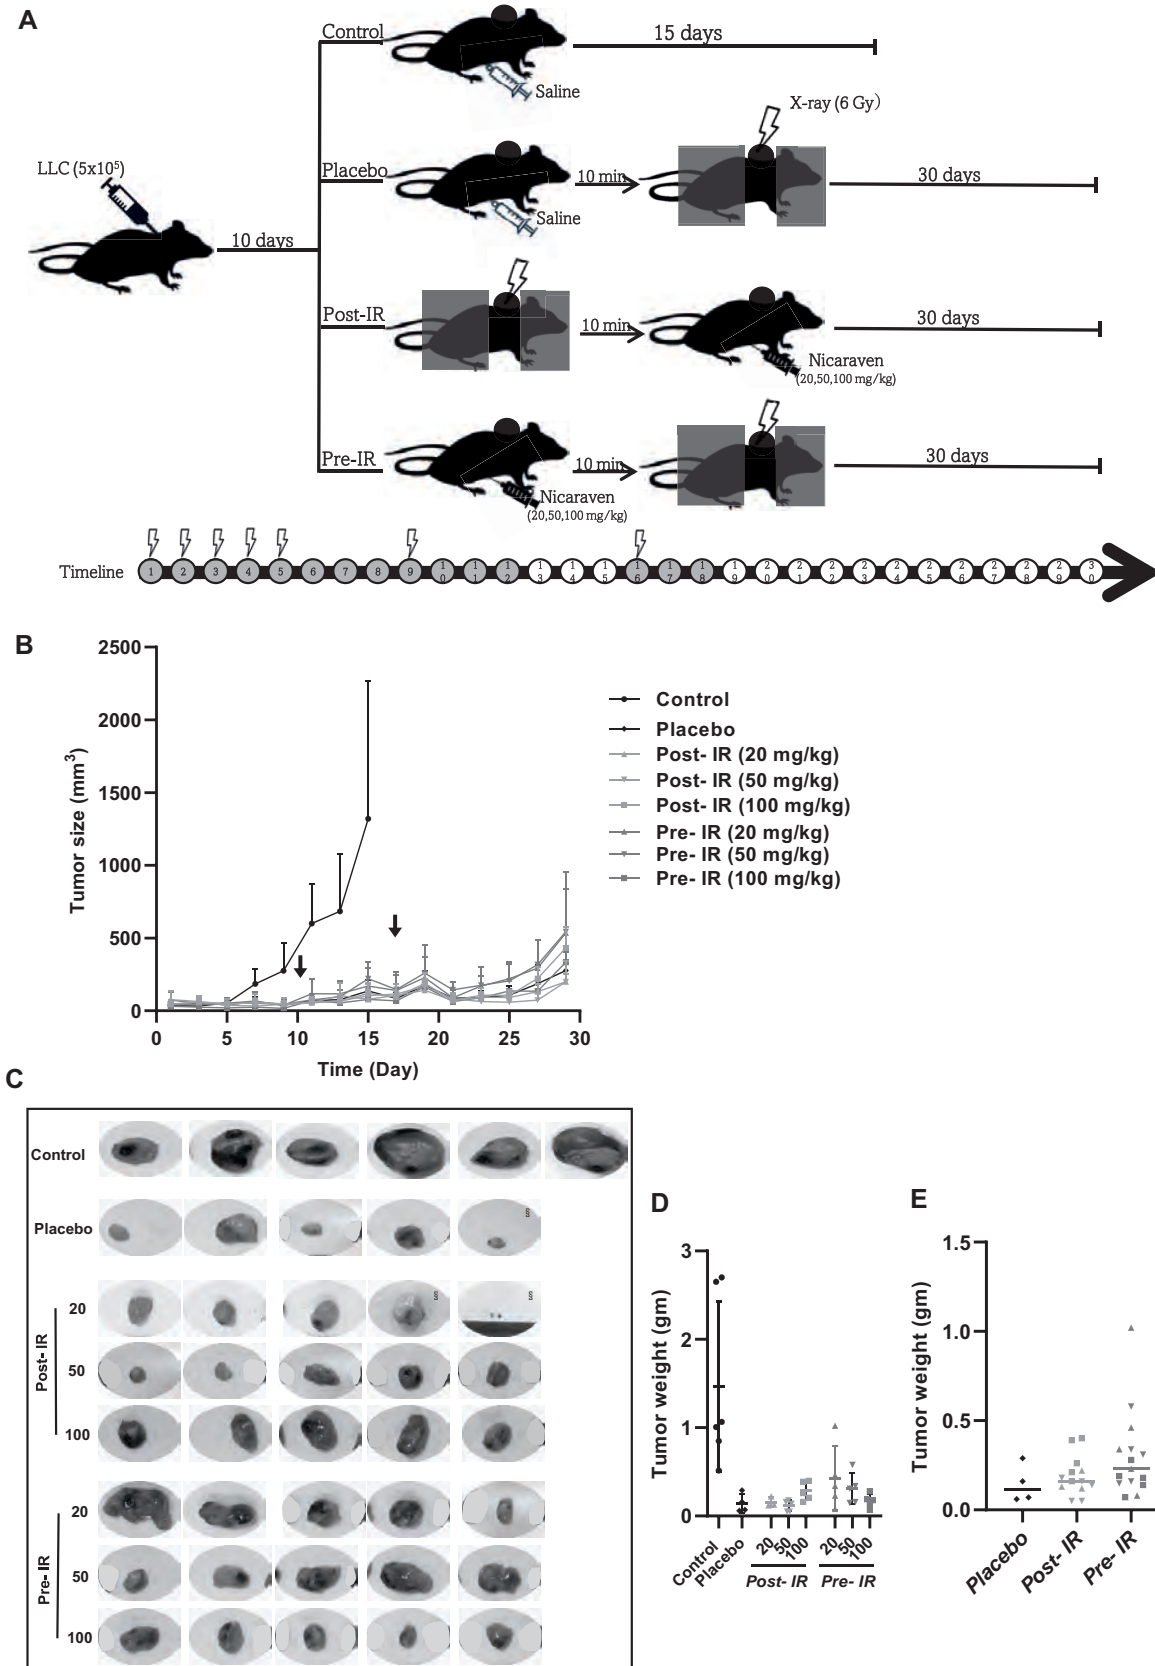 A
Control
Saline
15 days
LLC (5x10⁵)
10 days
Placebo
Saline
10 min
X-ray (6 Gy)
30 days
Post-IR
10 min
Nicaraven
(20,50,100 mg/kg)
30 days
Pre-IR
Nicaraven
(20,50,100 mg/kg)
10 min
30 days
Timeline 1 2 3 4 5 6 7 8 9 10 11 12 13 14 15 16 17 18 19 20 21 22 23 24 25 26 27 28 29 30
B
Tumor size (mm³)
2500
2000
1500
1000
500
0
0 5 10 15 20 25 30
Time (Day)
Control
Placebo
Post- IR (20 mg/kg)
Post- IR (50 mg/kg)
Post- IR (100 mg/kg)
Pre- IR (20 mg/kg)
Pre- IR (50 mg/kg)
Pre- IR (100 mg/kg)
C
Control
Placebo
§
Post- IR
20
§ §
50
100
Pre- IR
20
50
100
D
Tumor weight (gm)
3
2
1
0
Control
Placebo
20
50
100
Post- IR
20
50
100
Pre- IR
E
Tumor weight (gm)
1.5
1.0
0.5
0.0
Placebo
Post- IR
Pre- IR